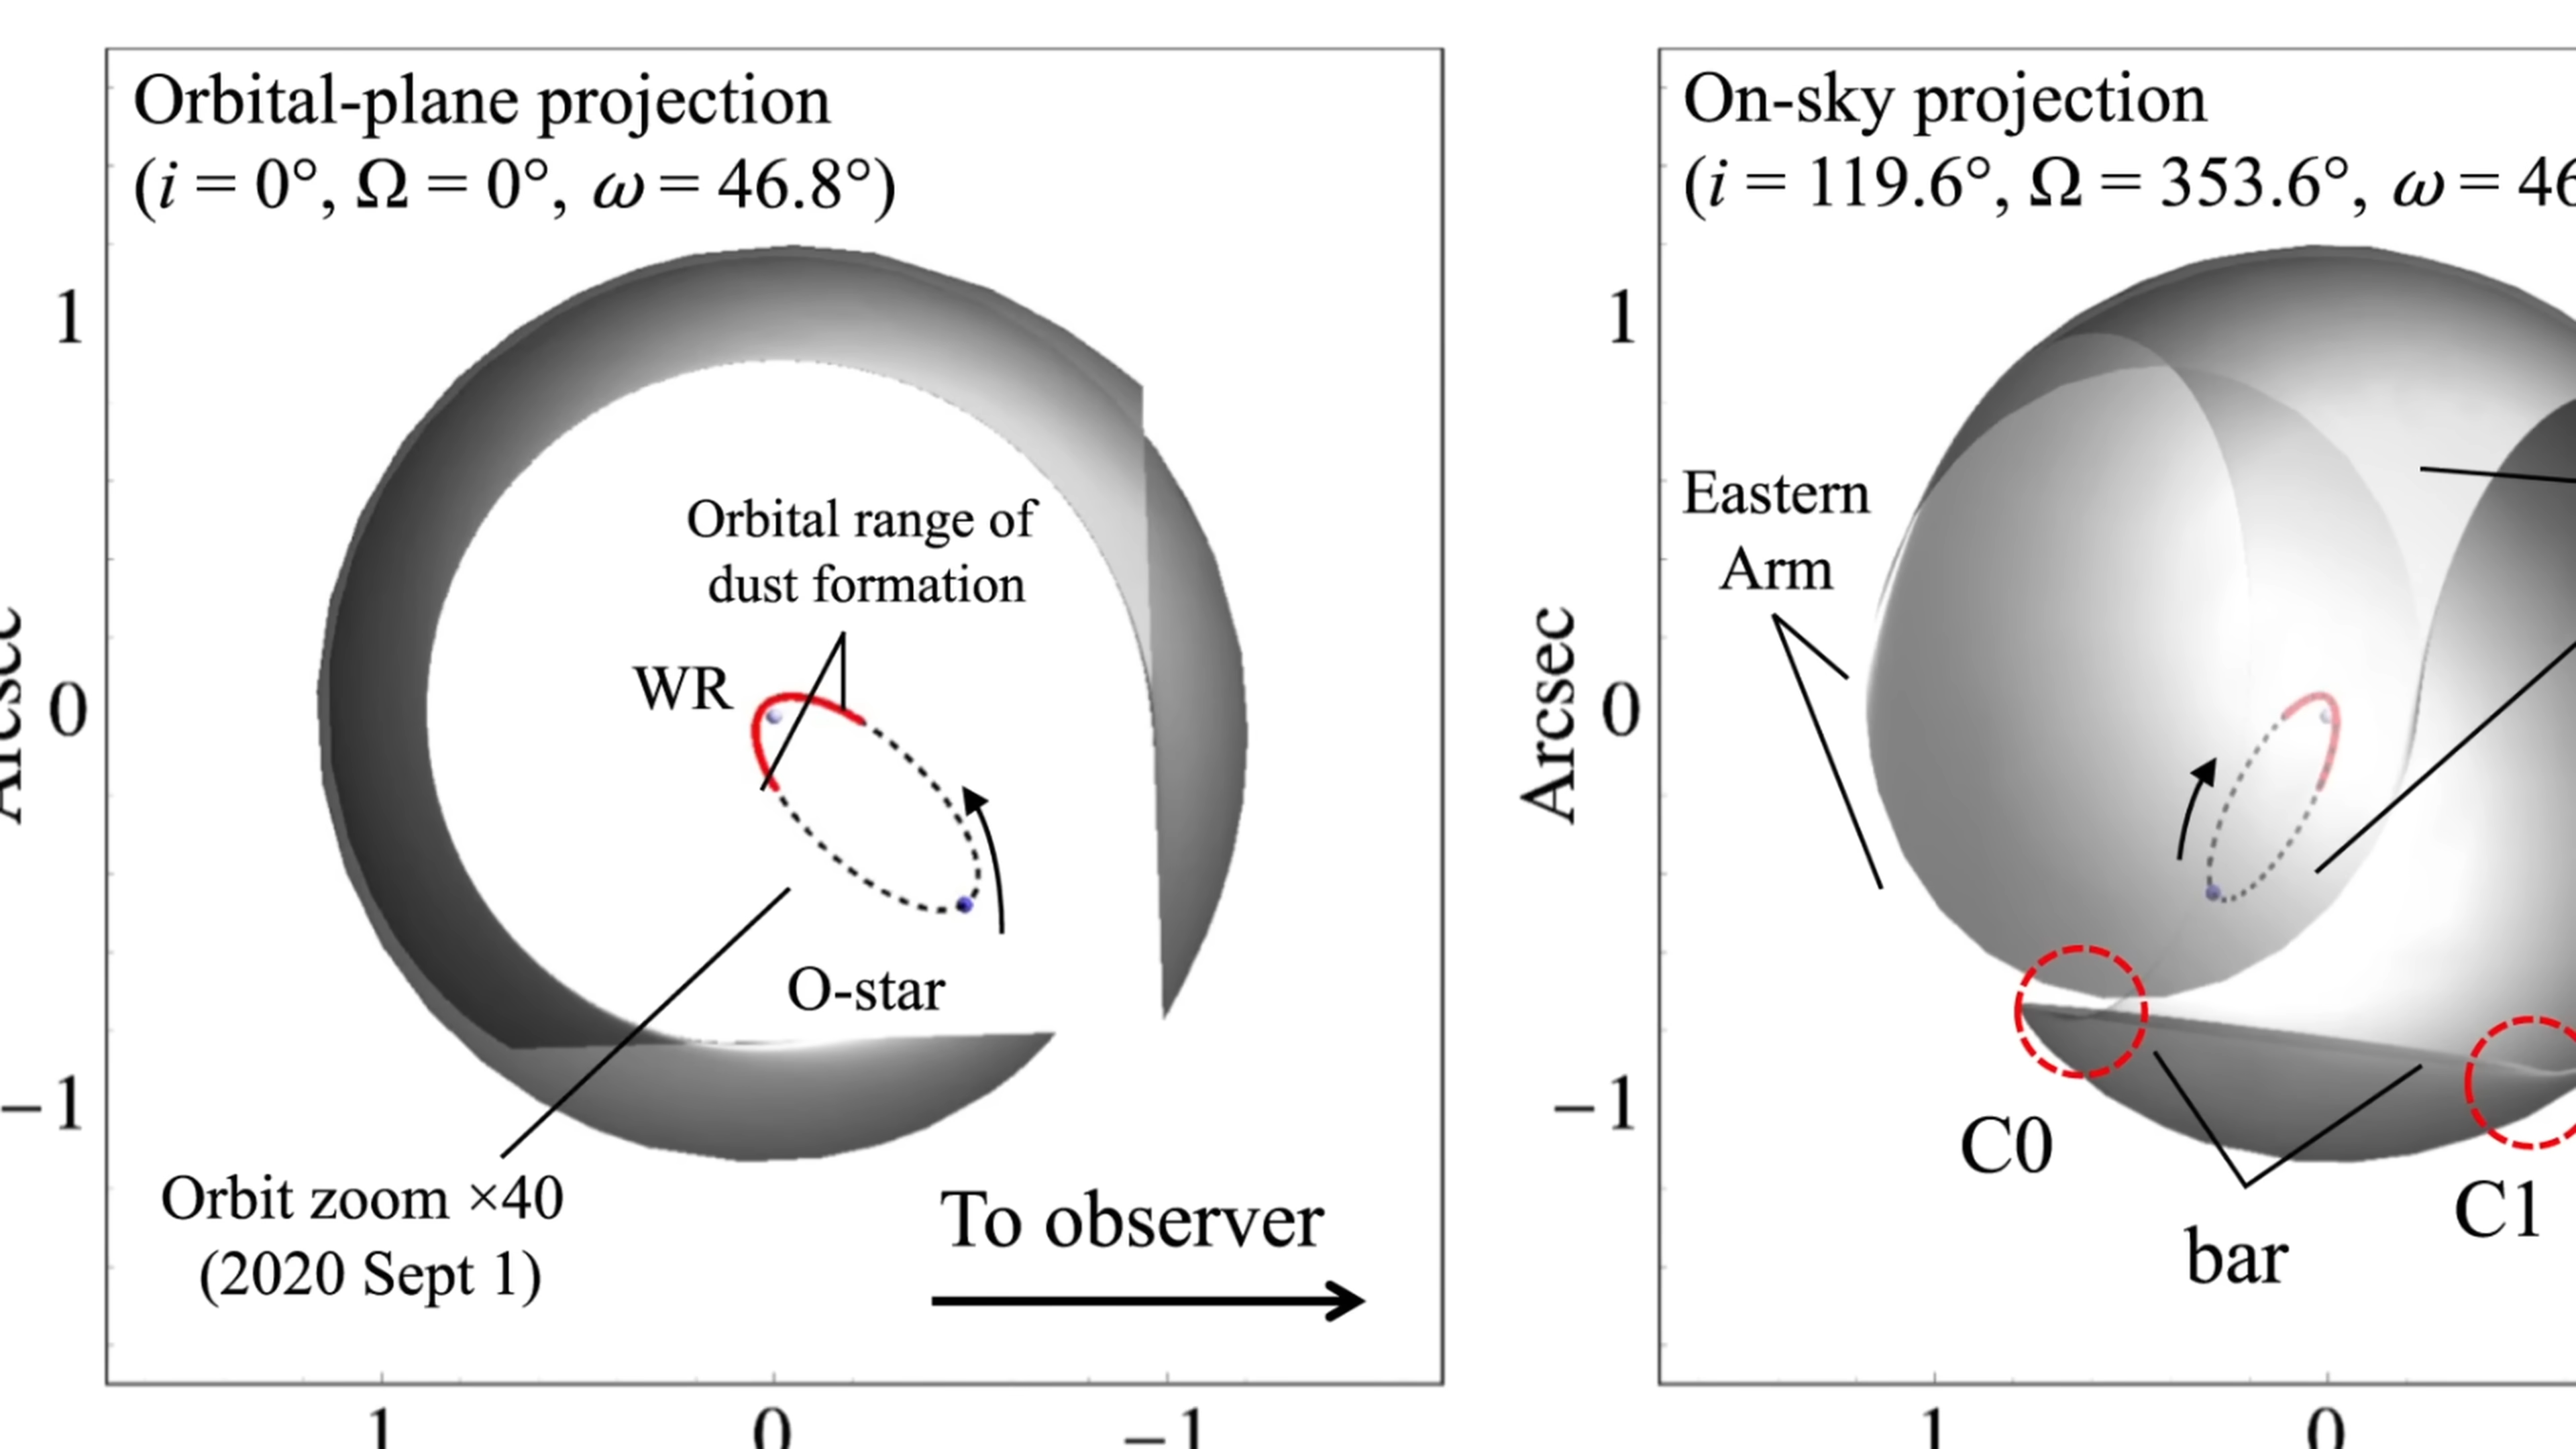 Orbital-plane projection
(i = 0°, Ω = 0°, ω = 46.8°)
1
0
−1
Arcsec
Orbital range of
dust formation
WR
O-star
Orbit zoom ×40
(2020 Sept 1)
To observer
1
0
−1
On-sky projection
(i = 119.6°, Ω = 353.6°, ω = 46
1
0
−1
Arcsec
Eastern
Arm
C0
bar
C1
1
0